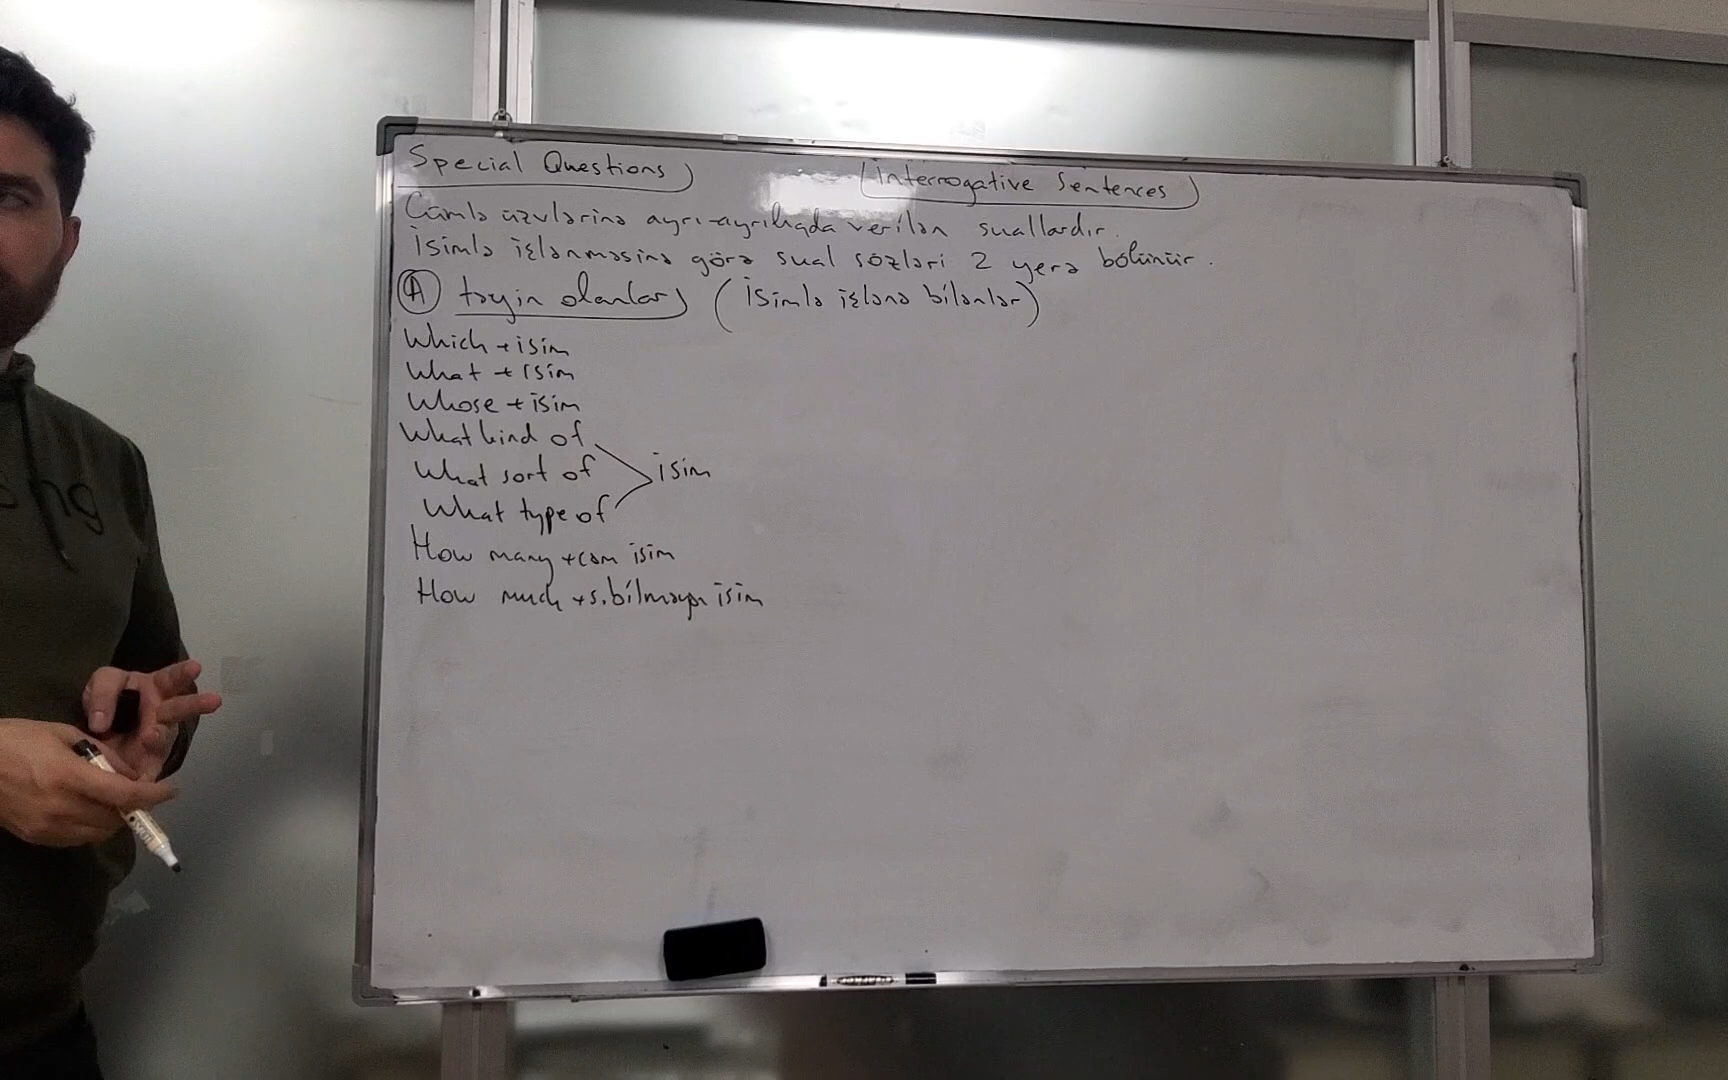 Special Questions
Interrogative Sentences
Cümlə üzvlərinə ayrı-ayrılıqda verilən suallardır.
İsimlə işlənməsinə görə sual sözləri 2 yerə bölünür.
A təyin olanlar (İsimlə işlənə bilənlər)
Which + isim
What + isim
Whose + isim
What kind of
What sort of isim
What type of
How many + cəm isim
How much + s. bilməyən isim